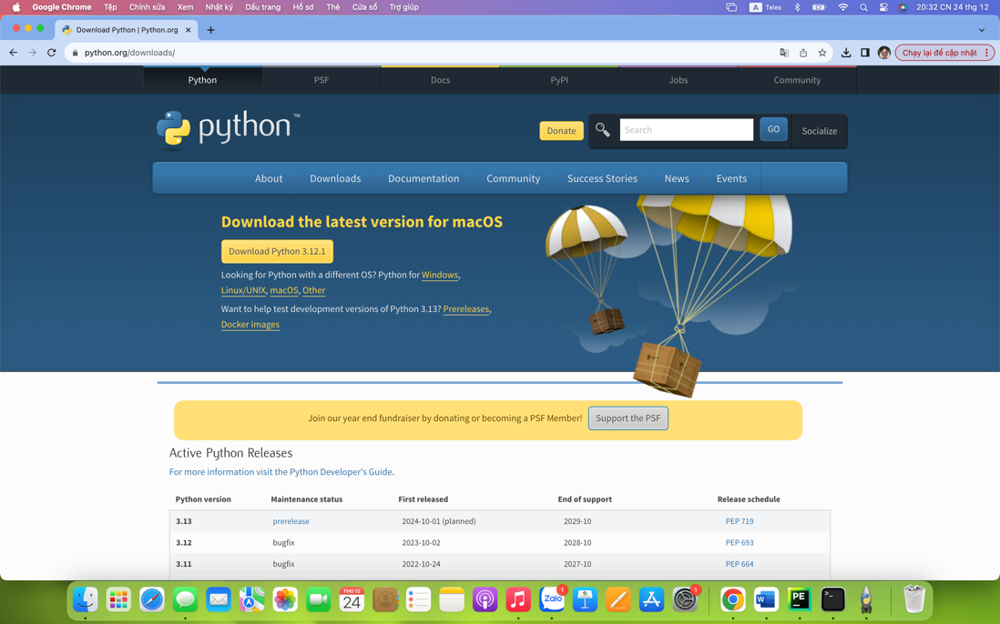 Google Chrome Tệp Chỉnh sửa Xem Nhật ký Dấu trang Hồ sơ Thẻ Cửa sổ Trợ giúp A Telex 20:32 CN 24 thg 12
Download Python | Python.org
python.org/downloads/ Chạy lại để cập nhật
Python PSF Docs PyPI Jobs Community
python™ Donate Search GO Socialize
About Downloads Documentation Community Success Stories News Events
Download the latest version for macOS
Download Python 3.12.1
Looking for Python with a different OS? Python for Windows,
Linux/UNIX, macOS, Other
Want to help test development versions of Python 3.13? Prereleases,
Docker images
Join our year end fundraiser by donating or becoming a PSF Member! Support the PSF
Active Python Releases
For more information visit the Python Developer's Guide.
Python version Maintenance status First released End of support Release schedule
3.13 prerelease 2024-10-01 (planned) 2029-10 PEP 719
3.12 bugfix 2023-10-02 2028-10 PEP 693
3.11 bugfix 2022-10-24 2027-10 PEP 664
THG 12
24
Zalo
1
1
W
PE
>_